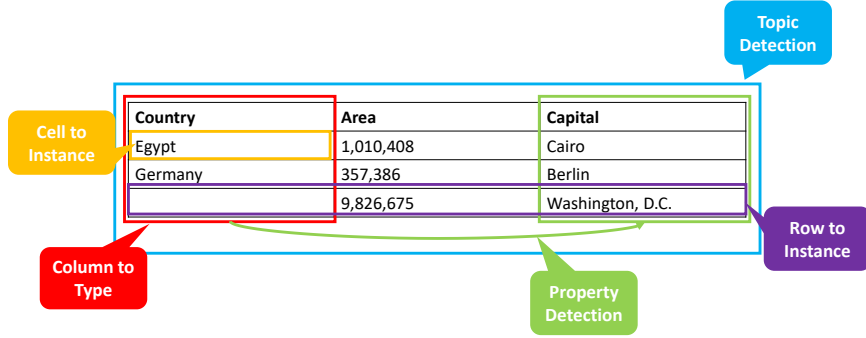 Topic
Detection
Country Area Capital
Cell to
Instance
Egypt 1,010,408 Cairo
Germany 357,386 Berlin
9,826,675 Washington, D.C.
Row to
Instance
Column to
Type
Property
Detection